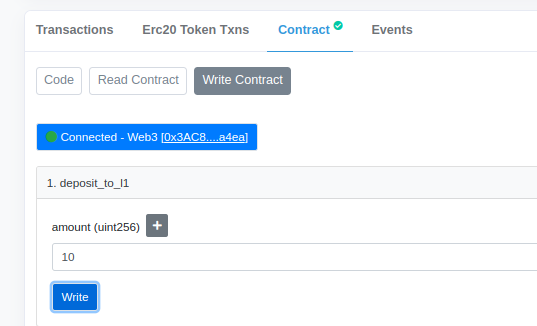 Transactions Erc20 Token Txns Contract Events
Code Read Contract Write Contract
Connected - Web3 [0x3AC8....a4ea]
1. deposit_to_l1
amount (uint256) +
10
Write